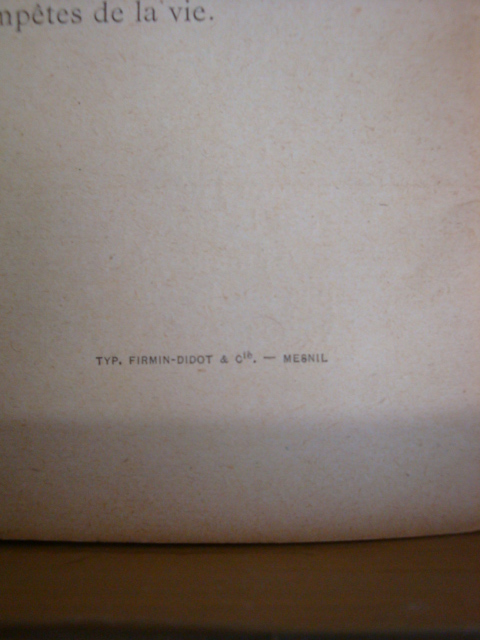 mpêtes de la vie.
TYP. FIRMIN-DIDOT & Cie. — MESNIL